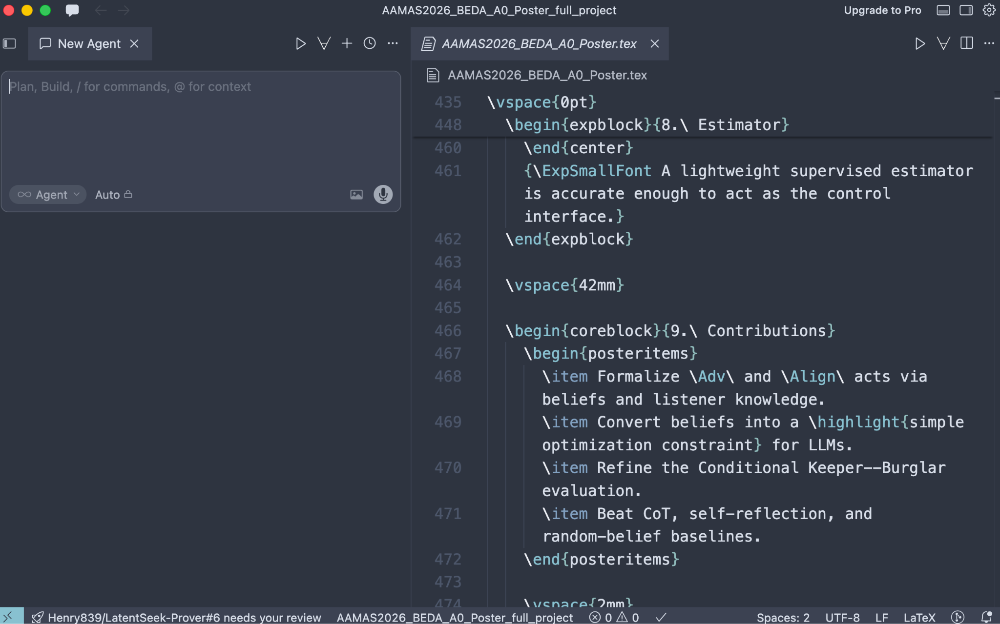 AAMAS2026_BEDA_A0_Poster_full_project
Upgrade to Pro
New Agent
Plan, Build, / for commands, @ for context
Agent
Auto
AAMAS2026_BEDA_A0_Poster.tex
AAMAS2026_BEDA_A0_Poster.tex
435 \vspace{0pt}
448 \begin{expblock}{8.\ Estimator}
460 \end{center}
461 {\ExpSmallFont A lightweight supervised estimator
is accurate enough to act as the control
interface.}
462 \end{expblock}
463
464 \vspace{42mm}
465
466 \begin{coreblock}{9.\ Contributions}
467 \begin{posteritems}
468 \item Formalize \Adv\ and \Align\ acts via
beliefs and listener knowledge.
469 \item Convert beliefs into a \highlight{simple
optimization constraint} for LLMs.
470 \item Refine the Conditional Keeper--Burglar
evaluation.
471 \item Beat CoT, self-reflection, and
random-belief baselines.
472 \end{posteritems}
473
474 \vspace{2mm}
Henry839/LatentSeek-Prover#6 needs your review
AAMAS2026_BEDA_A0_Poster_full_project
0
0
Spaces: 2
UTF-8
LF
LaTeX